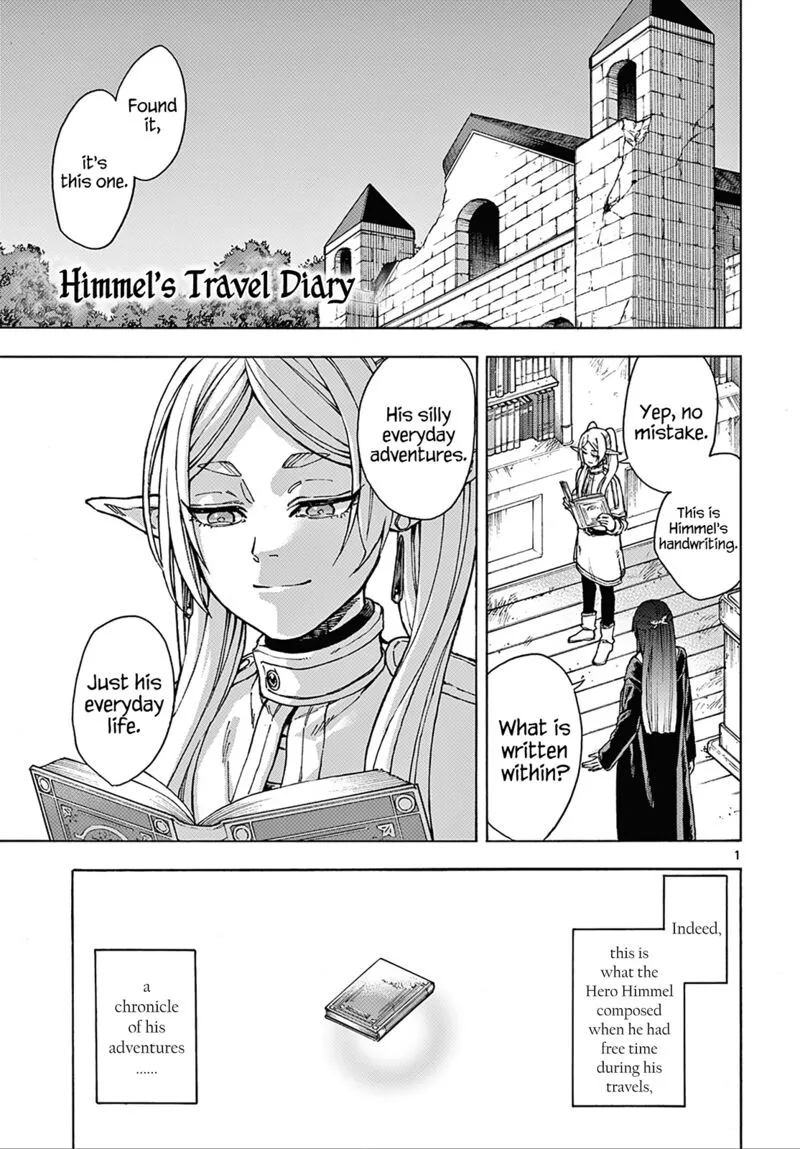 Found
it,
it's
this one.
Himmel's Travel Diary
Yep, no
mistake.
This is
Himmel's
handwriting.
What is
written
within?
His silly
everyday
adventures.
Just his
everyday
life.
1
Indeed,
this is
what the
Hero Himmel
composed
when he had
free time
during his
travels,
a
chronicle
of his
adventures
......